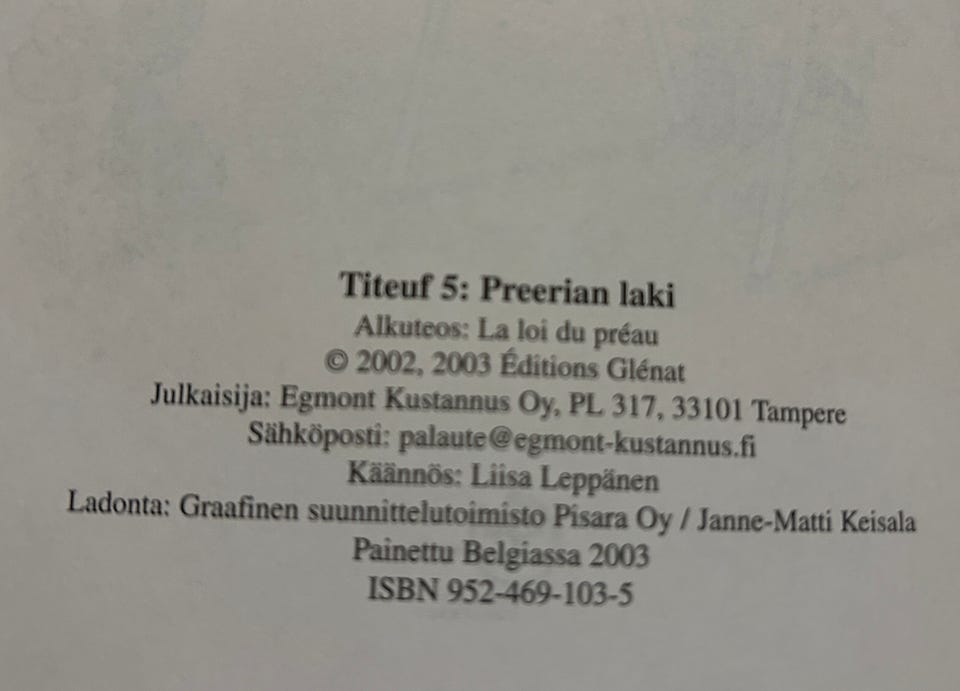 Titeuf 5: Preerian laki
Alkuteos: La loi du préau
© 2002, 2003 Éditions Glénat
Julkaisija: Egmont Kustannus Oy, PL 317, 33101 Tampere
Sähköposti: palaute@egmont-kustannus.fi
Käännös: Liisa Leppänen
Ladonta: Graafinen suunnittelutoimisto Pisara Oy / Janne-Matti Keisala
Painettu Belgiassa 2003
ISBN 952-469-103-5